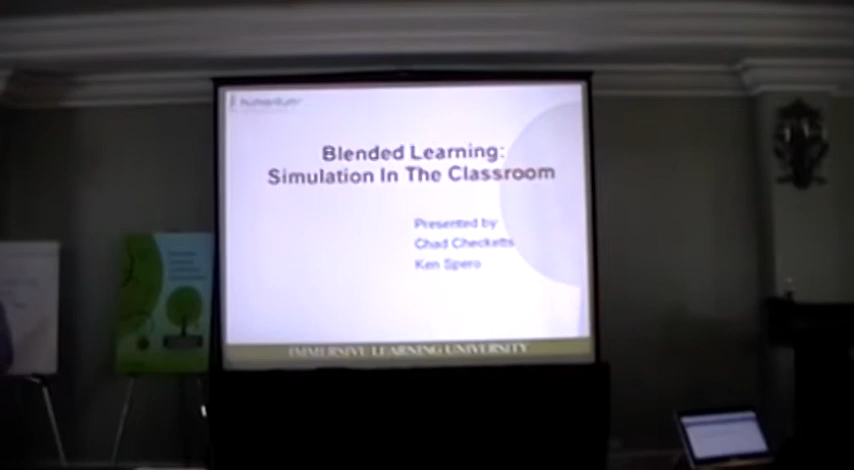 Blended Learning:
Simulation In The Classroom
Presented by
Chad Checketts
Ken Spero
IMMERSIVE LEARNING UNIVERSITY